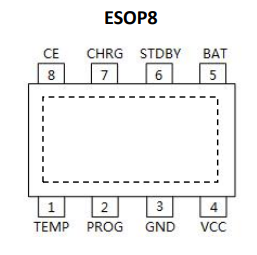 ESOP8
CE CHRG STDBY BAT
8 7 6 5
1 2 3 4
TEMP PROG GND VCC